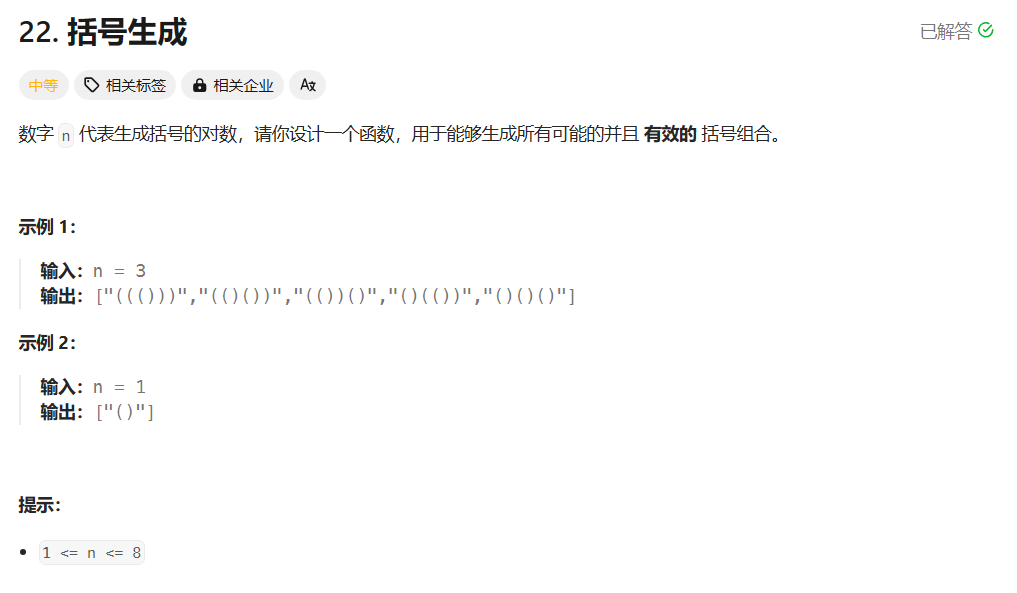 22. 括号生成
已解答
中等 相关标签 相关企业 Aあ
数字 n 代表生成括号的对数，请你设计一个函数，用于能够生成所有可能的并且 有效的 括号组合。
示例 1：
输入：n = 3
输出：["((()))","(()())","(())()","()(())","()()()"]
示例 2：
输入：n = 1
输出：["()"]
提示：
1 <= n <= 8